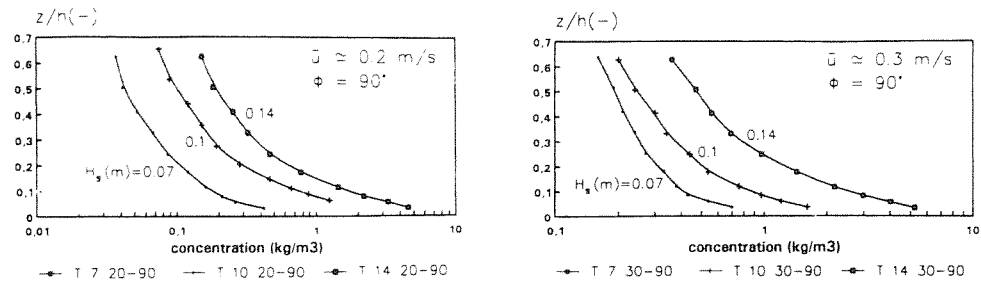 z/h(-)
0,7
0,6
0,5
0,4
0,3
0,2
0,1
0
0,01
0,1
1
10
ū ≃ 0.2 m/s
Φ = 90°
0.14
0.1
Hs(m)=0.07
concentration (kg/m3)
T 7 20-90
T 10 20-90
T 14 20-90
z/h(-)
0,7
0,6
0,5
0,4
0,3
0,2
0,1
0
0,1
1
10
ū ≃ 0.3 m/s
Φ = 90°
0.14
0.1
Hs(m)=0.07
concentration (kg/m3)
T 7 30-90
T 10 30-90
T 14 30-90